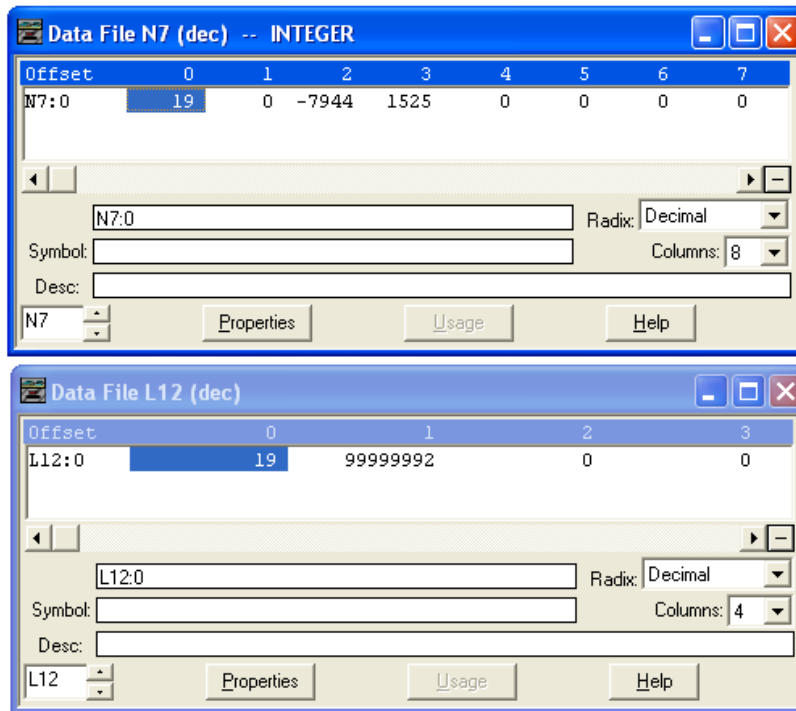 Data File N7 (dec) -- INTEGER
Offset 0 1 2 3 4 5 6 7
N7:0 19 0 -7944 1525 0 0 0 0
N7:0 Radix: Decimal
Symbol: Columns: 8
Desc:
N7 Properties Usage Help
Data File L12 (dec)
Offset 0 1 2 3
L12:0 19 99999992 0 0
L12:0 Radix: Decimal
Symbol: Columns: 4
Desc:
L12 Properties Usage Help